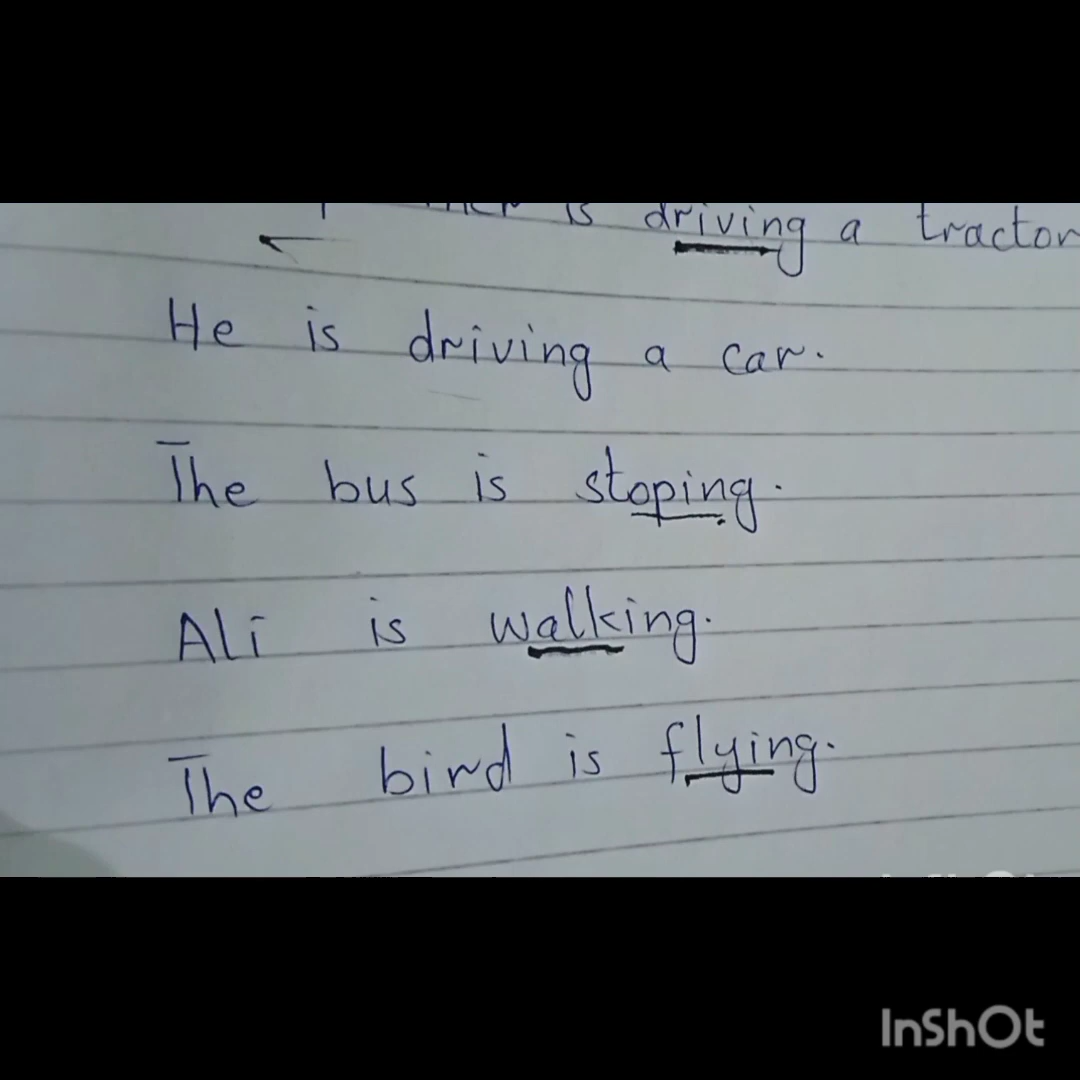 is driving a tractor
He is driving a car.
The bus is stoping.
Ali is walking.
The bird is flying.
InShOt